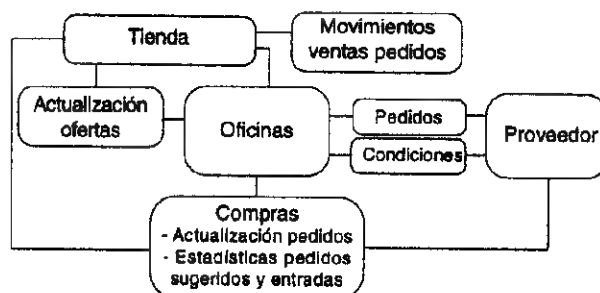 Tienda
Movimientos
ventas pedidos
Actualización
ofertas
Oficinas
Pedidos
Condiciones
Proveedor
Compras
- Actualización pedidos
- Estadísticas pedidos
sugeridos y entradas